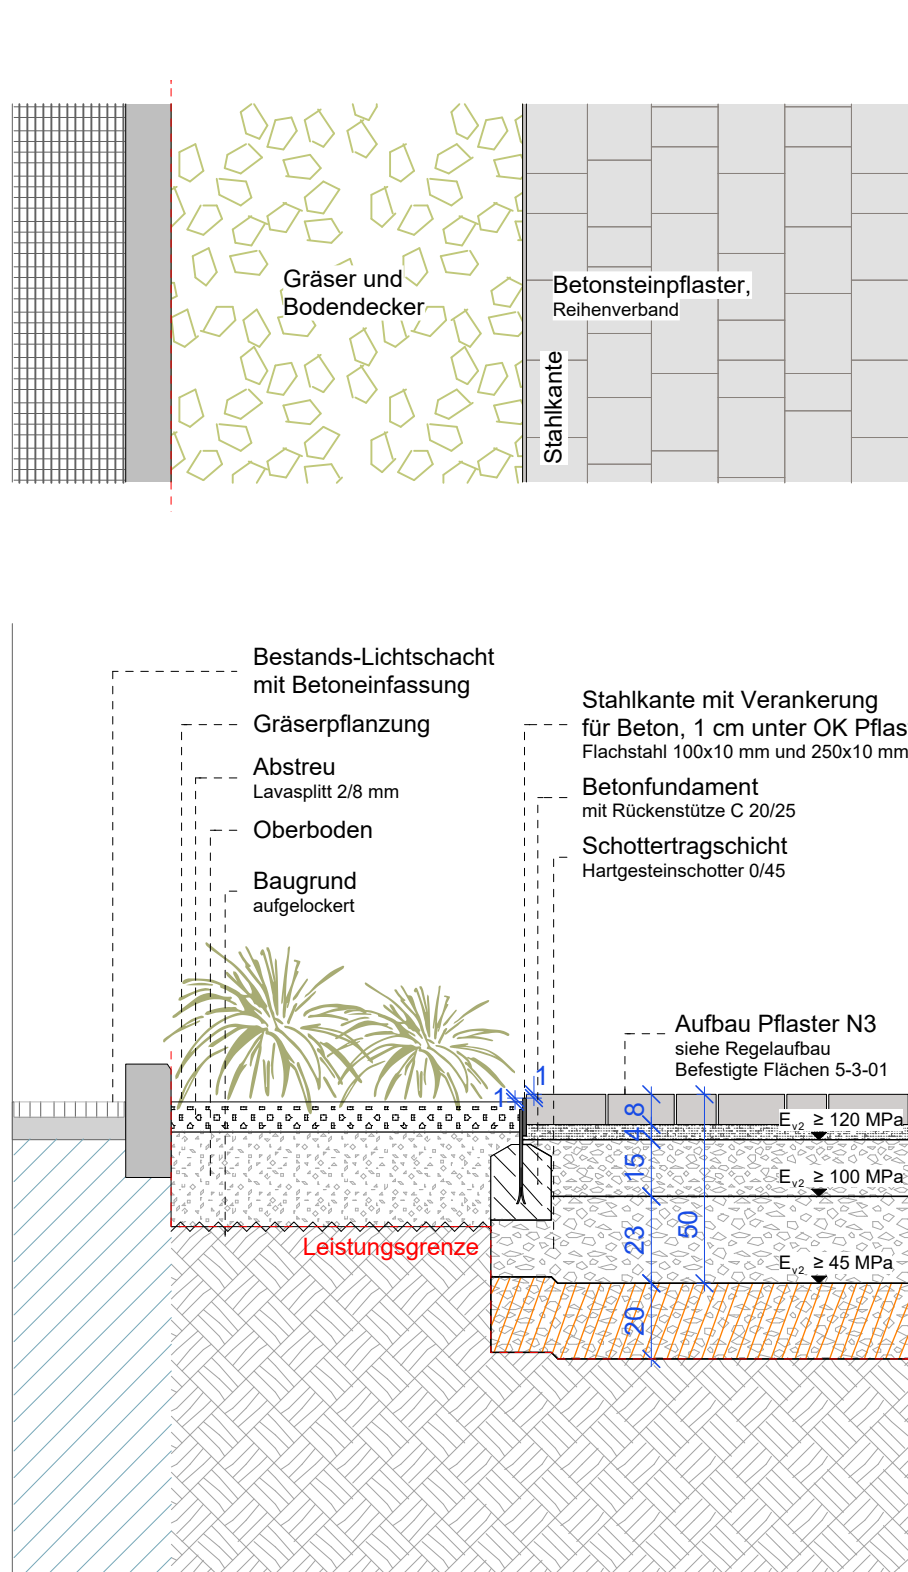 Gräser und
Bodendecker
Betonsteinpflaster,
Reihenverband
Stahlkante
Bestands-Lichtschacht
mit Betoneinfassung
Gräserpflanzung
Abstreu
Lavasplitt 2/8 mm
Oberboden
Baugrund
aufgelockert
Stahlkante mit Verankerung
für Beton, 1 cm unter OK Pflas
Flachstahl 100x10 mm und 250x10 mm
Betonfundament
mit Rückenstütze C 20/25
Schottertragschicht
Hartgesteinschotter 0/45
Aufbau Pflaster N3
siehe Regelaufbau
Befestigte Flächen 5-3-01
1
1
8
4
15
23
50
20
Ev2 ≥ 120 MPa
Ev2 ≥ 100 MPa
Ev2 ≥ 45 MPa
Leistungsgrenze